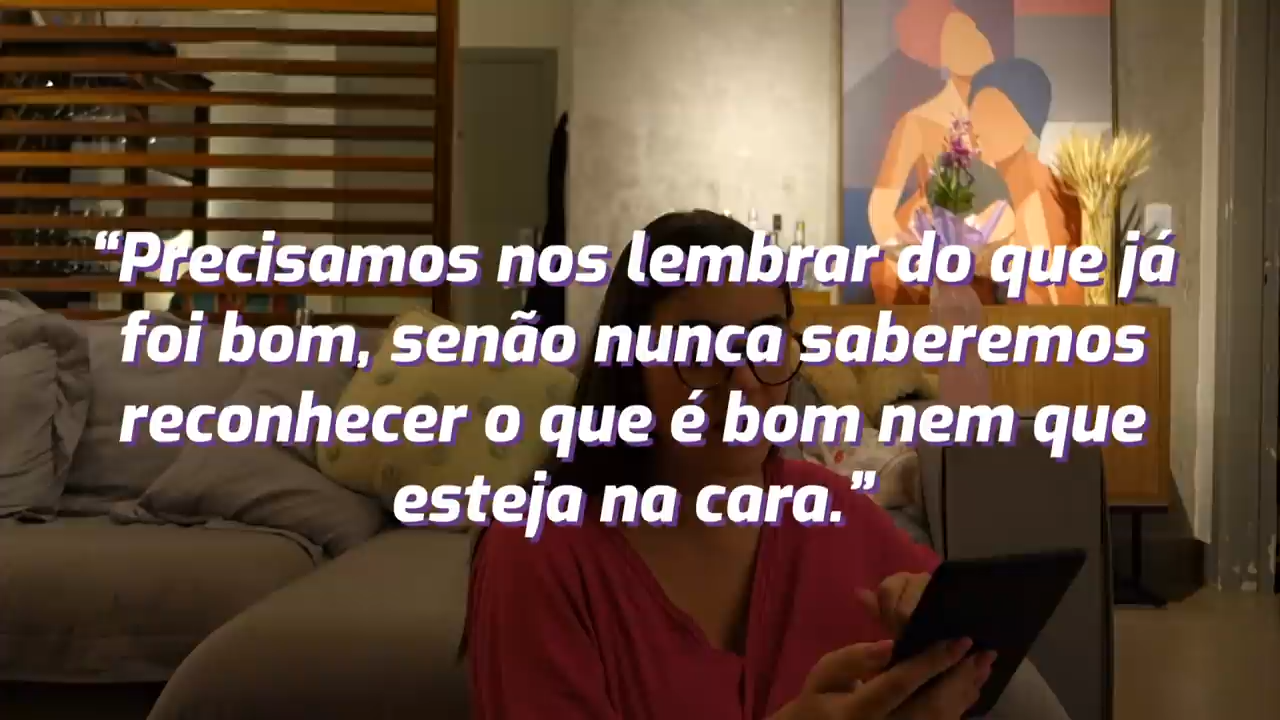 “Precisamos nos lembrar do que já
foi bom, senão nunca saberemos
reconhecer o que é bom nem que
esteja na cara.”